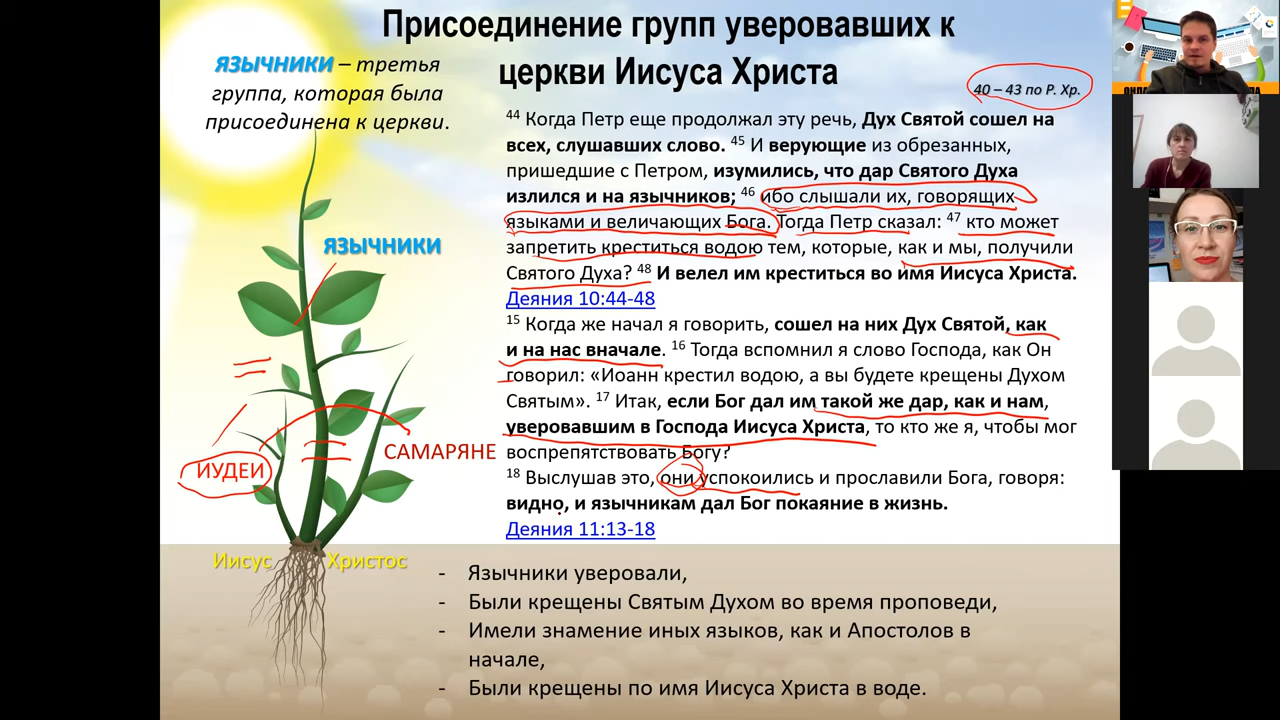 Присоединение групп уверовавших к
церкви Иисуса Христа
ЯЗЫЧНИКИ – третья
группа, которая была
присоединена к церкви.
40 – 43 по Р. Хр.
44 Когда Петр еще продолжал эту речь, Дух Святой сошел на
всех, слушавших слово. 45 И верующие из обрезанных,
пришедшие с Петром, изумились, что дар Святого Духа
излился и на язычников; 46 ибо слышали их, говорящих
языками и величающих Бога. Тогда Петр сказал: 47 кто может
запретить креститься водою тем, которые, как и мы, получили
Святого Духа? 48 И велел им креститься во имя Иисуса Христа.
Деяния 10:44-48
15 Когда же начал я говорить, сошел на них Дух Святой, как
и на нас вначале. 16 Тогда вспомнил я слово Господа, как Он
говорил: «Иоанн крестил водою, а вы будете крещены Духом
Святым». 17 Итак, если Бог дал им такой же дар, как и нам,
уверовавшим в Господа Иисуса Христа, то кто же я, чтобы мог
воспрепятствовать Богу?
18 Выслушав это, они успокоились и прославили Бога, говоря:
видно, и язычникам дал Бог покаяние в жизнь.
Деяния 11:13-18
ЯЗЫЧНИКИ
САМАРЯНЕ
ИУДЕИ
Иисус Христос
- Язычники уверовали,
- Были крещены Святым Духом во время проповеди,
- Имели знамение иных языков, как и Апостолов в
начале,
- Были крещены по имя Иисуса Христа в воде.